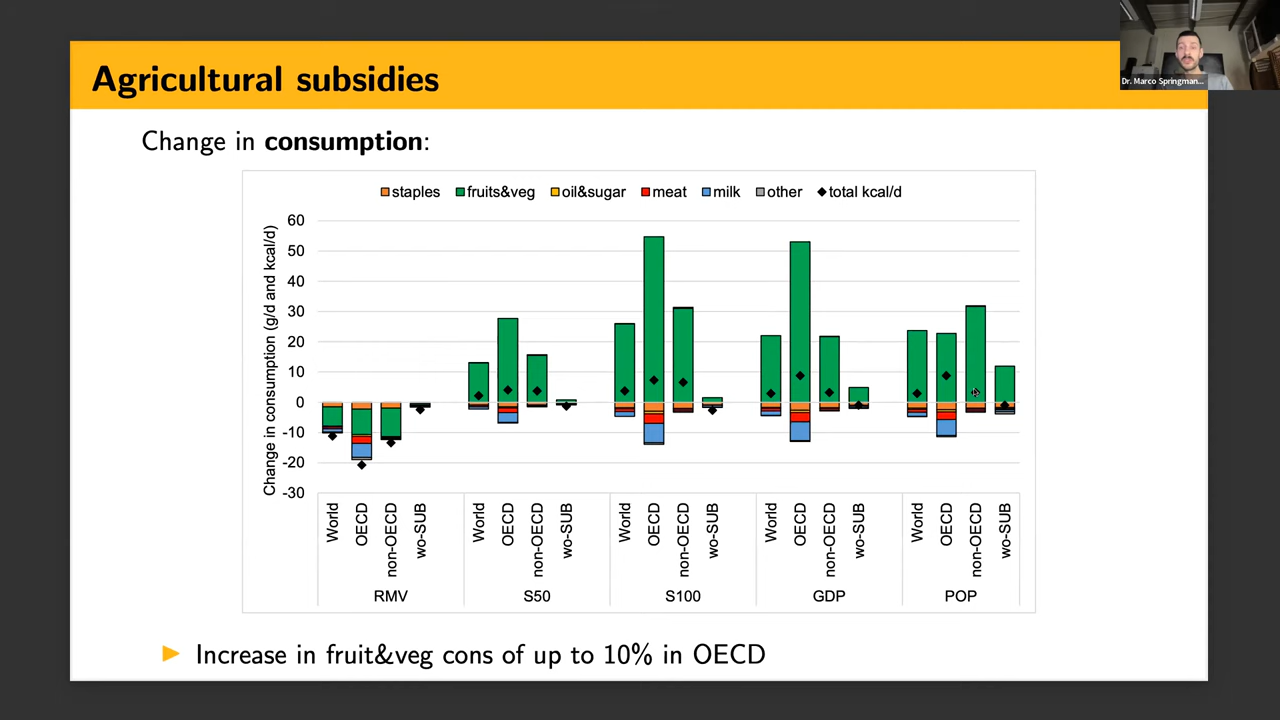 Dr. Marco Springman...
Agricultural subsidies
Change in consumption:
staples fruits&veg oil&sugar meat milk other total kcal/d
Change in consumption (g/d and kcal/d)
60
50
40
30
20
10
0
-10
-20
-30
World OECD non-OECD wo-SUB World OECD non-OECD wo-SUB World OECD non-OECD wo-SUB World OECD non-OECD wo-SUB World OECD non-OECD wo-SUB
RMV S50 S100 GDP POP
Increase in fruit&veg cons of up to 10% in OECD